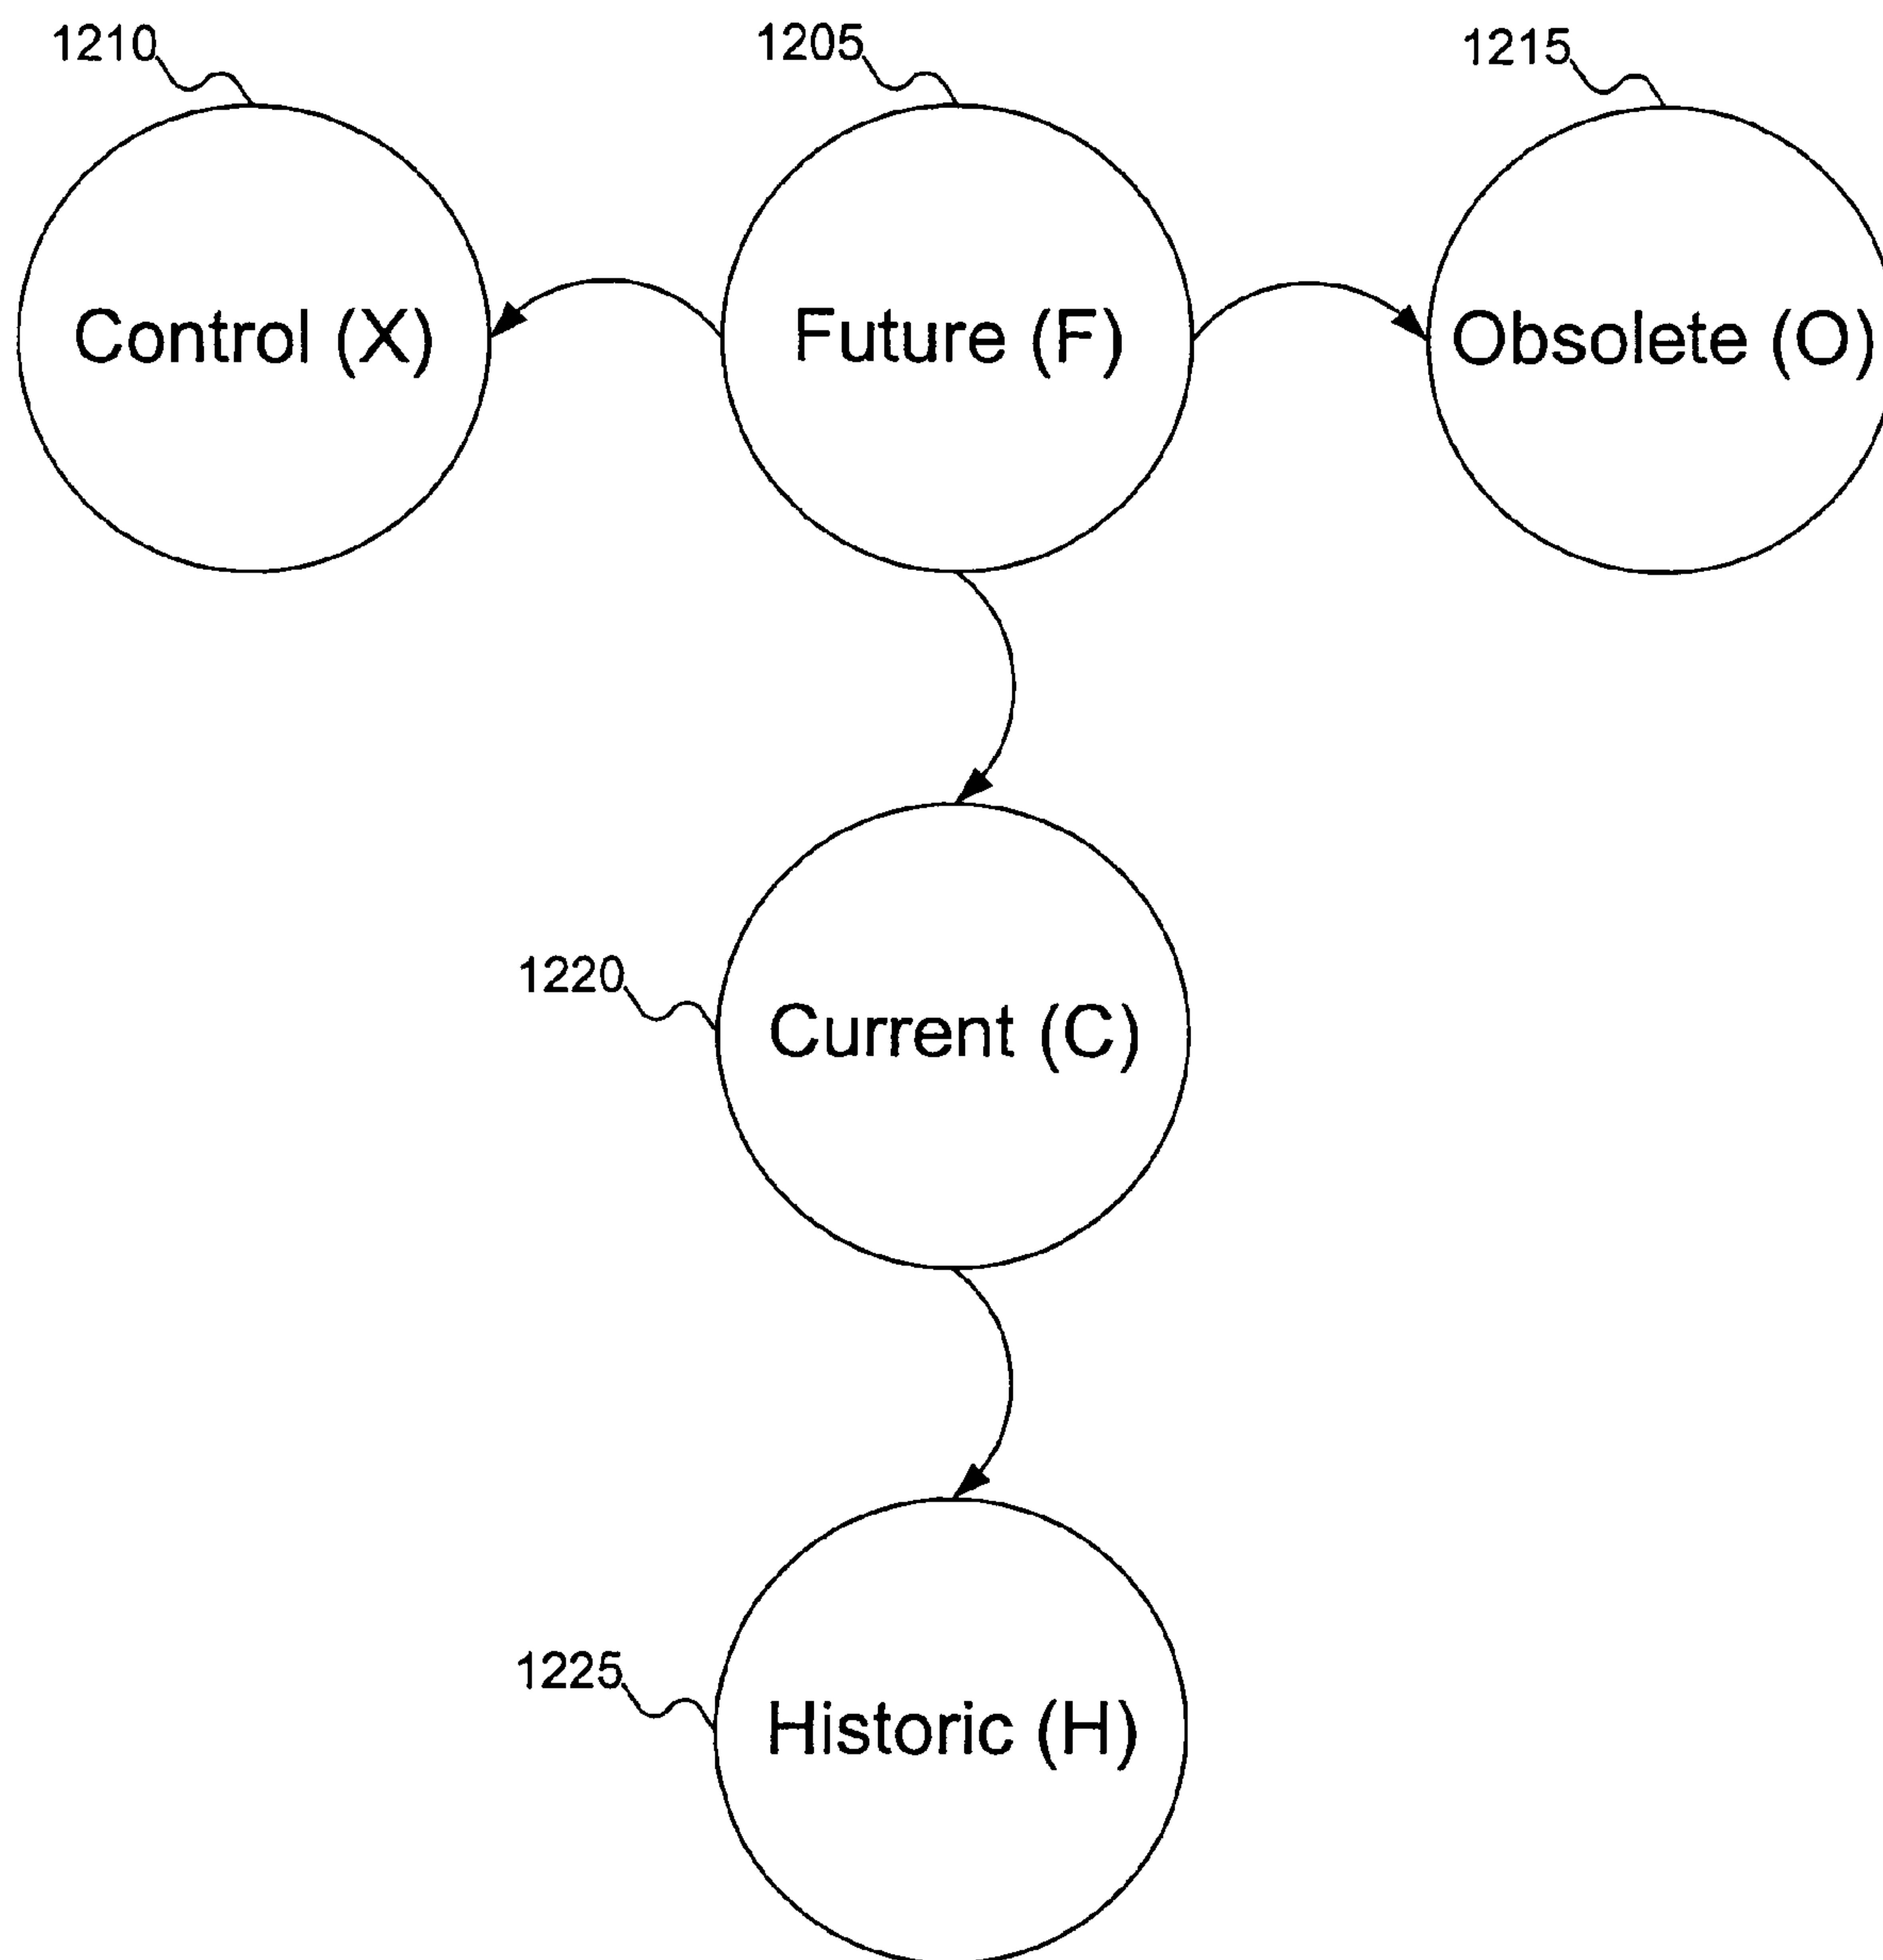 1210
1205
1215
Control (X)
Future (F)
Obsolete (O)
1220
Current (C)
1225
Historic (H)